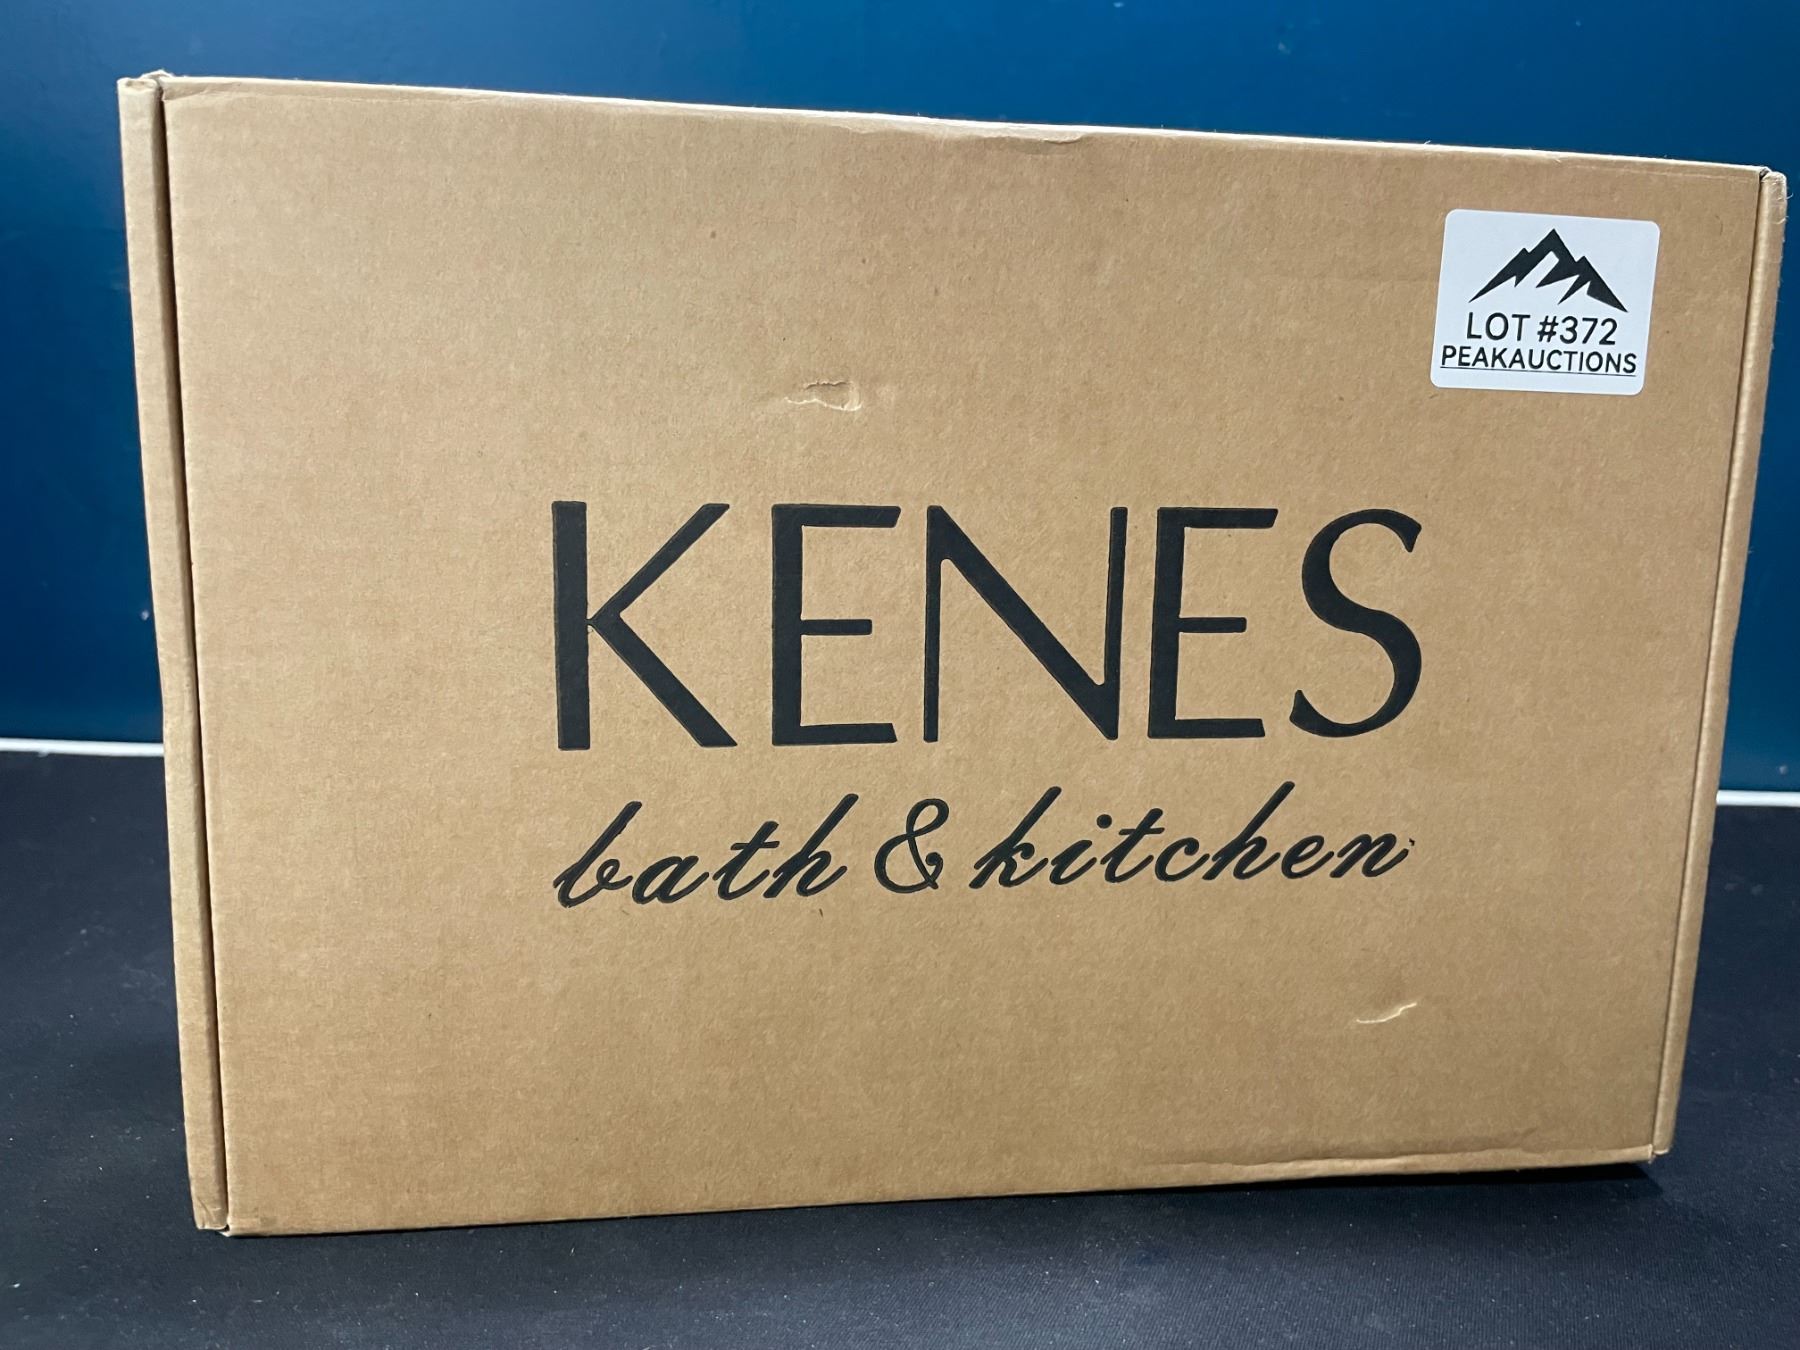 LOT #372
PEAKAUCTIONS
KENES
bath & kitchen